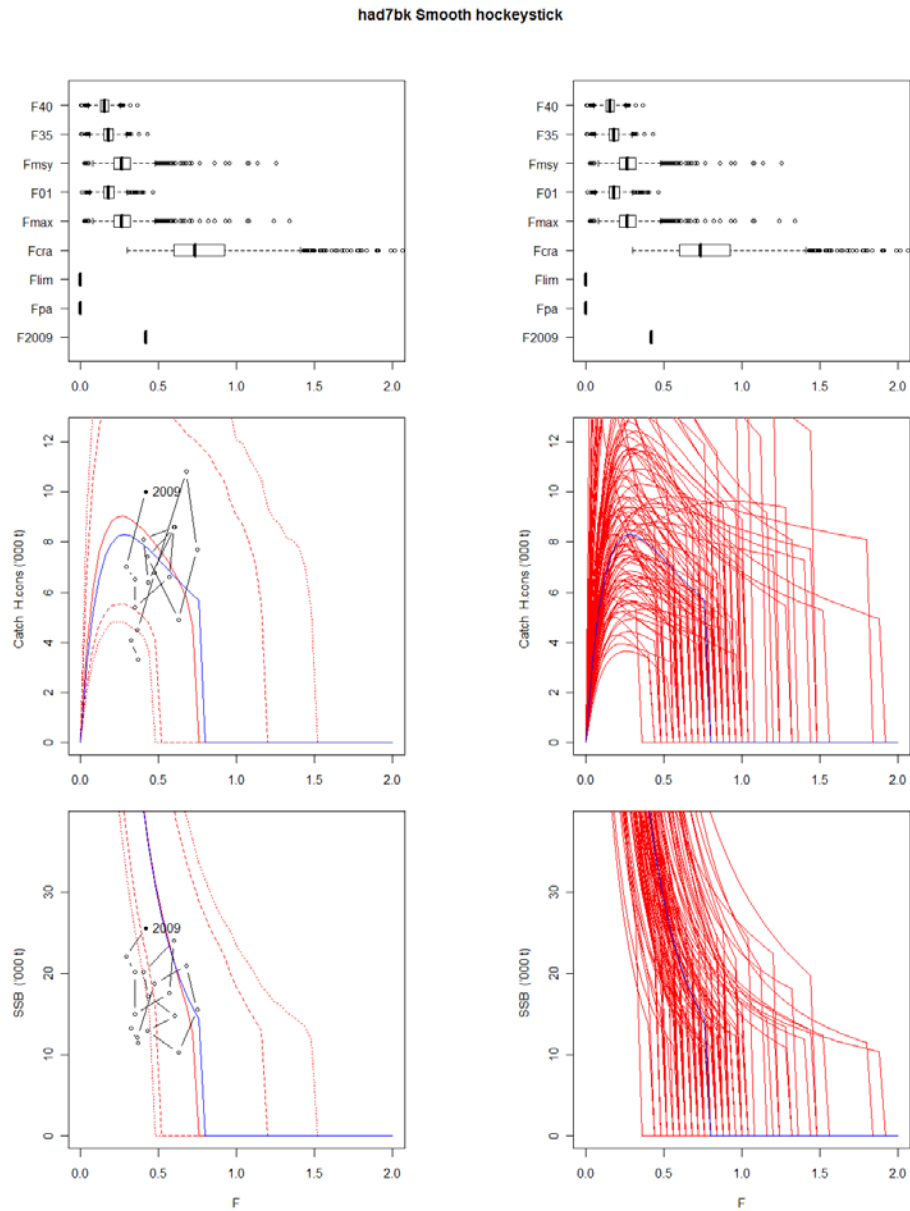 had7bk Smooth hockeystick
F40
F35
Fmsy
F01
Fmax
Fcra
Flim
Fpa
F2009
0.0 0.5 1.0 1.5 2.0
F40
F35
Fmsy
F01
Fmax
Fcra
Flim
Fpa
F2009
0.0 0.5 1.0 1.5 2.0
Catch H.cons ('000 t)
12
10
8
6
4
2
0
2009
0.0 0.5 1.0 1.5 2.0
Catch H.cons ('000 t)
12
10
8
6
4
2
0
0.0 0.5 1.0 1.5 2.0
SSB ('000 t)
30
20
10
0
2009
0.0 0.5 1.0 1.5 2.0
F
SSB ('000 t)
30
20
10
0
0.0 0.5 1.0 1.5 2.0
F